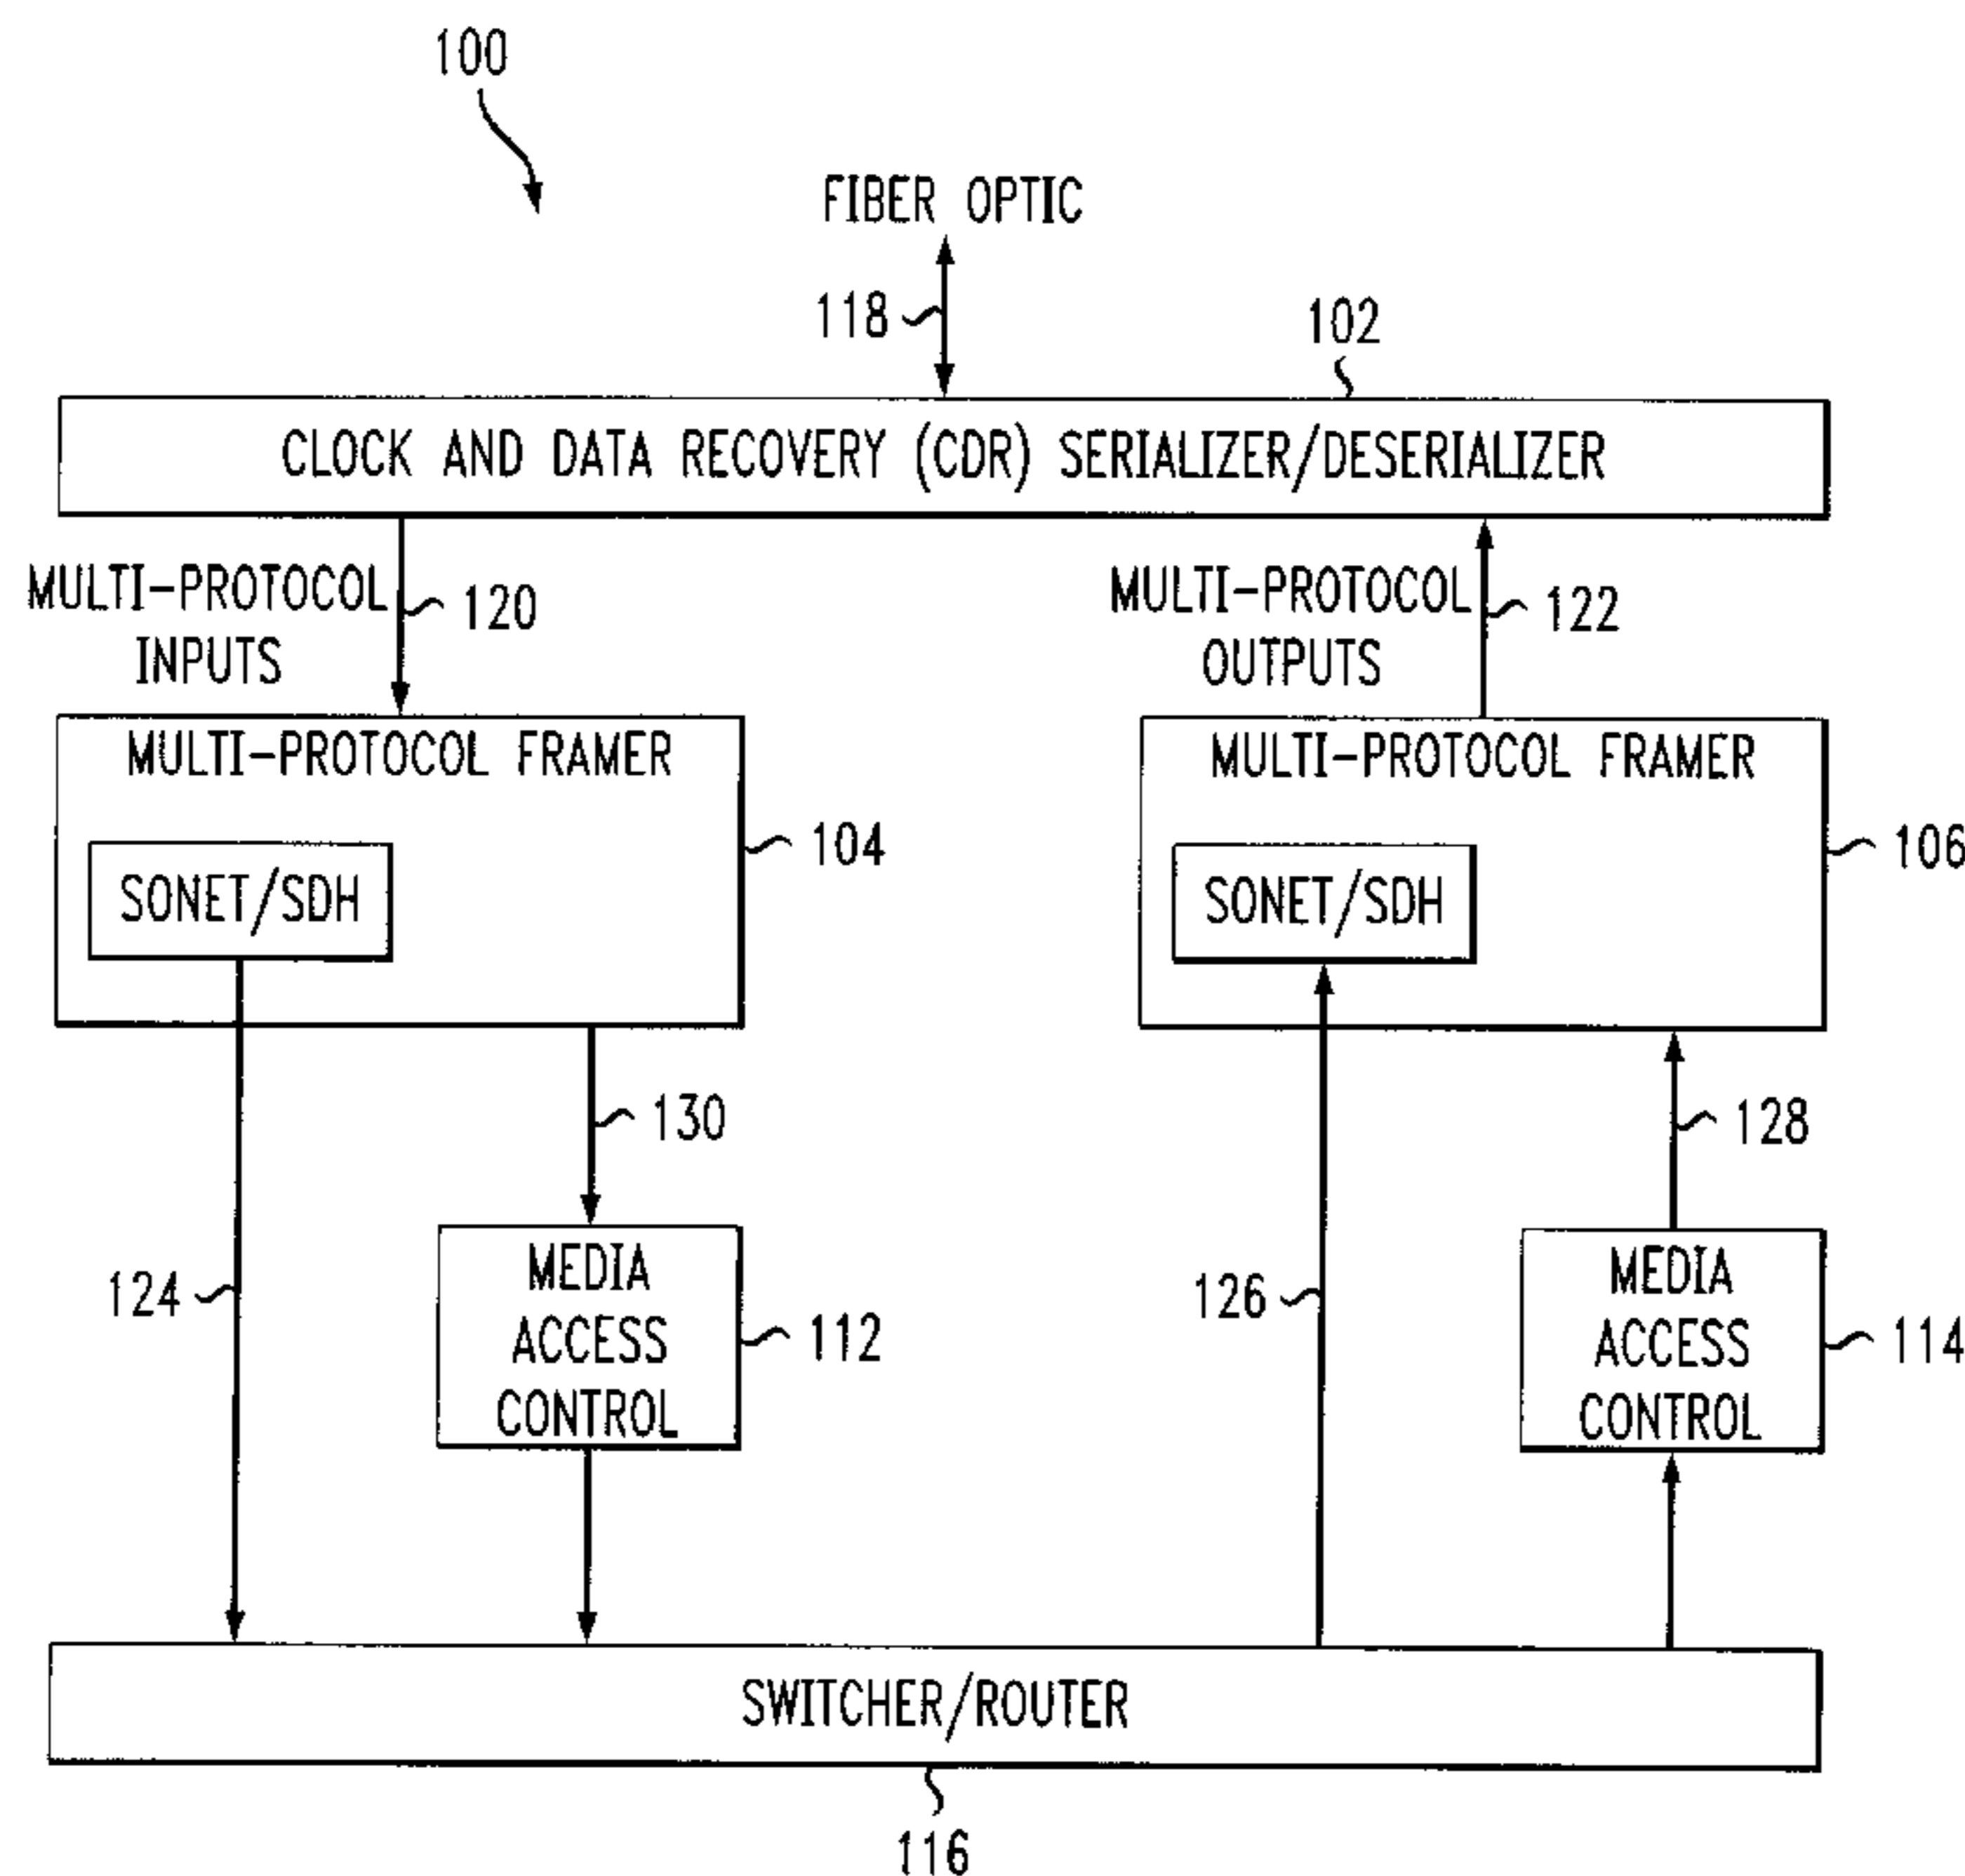 100
FIBER OPTIC
118
102
CLOCK AND DATA RECOVERY (CDR) SERIALIZER/DESERIALIZER
MULTI-PROTOCOL
INPUTS
120
MULTI-PROTOCOL
OUTPUTS
122
MULTI-PROTOCOL FRAMER
SONET/SDH
104
MULTI-PROTOCOL FRAMER
SONET/SDH
106
130
128
124
MEDIA
ACCESS
CONTROL
112
126
MEDIA
ACCESS
CONTROL
114
SWITCHER/ROUTER
116